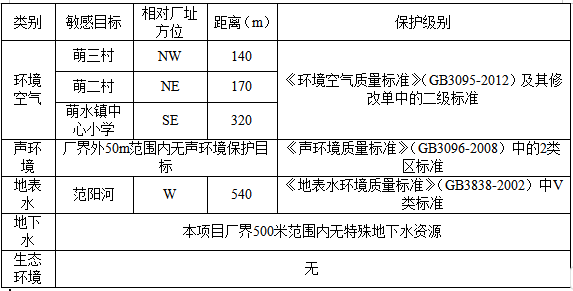 类别 敏感目标 相对厂址方位 距离（m） 保护级别
环境空气 萌三村 NW 140 《环境空气质量标准》（GB3095-2012）及其修改单中的二级标准
萌二村 NE 170
萌水镇中心小学 SE 320
声环境 厂界外50m范围内无声环境保护目标 《声环境质量标准》（GB3096-2008）中的2类区标准
地表水 范阳河 W 540 《地表水环境质量标准》（GB3838-2002）中V类标准
地下水 本项目厂界500米范围内无特殊地下水资源
生态环境 无